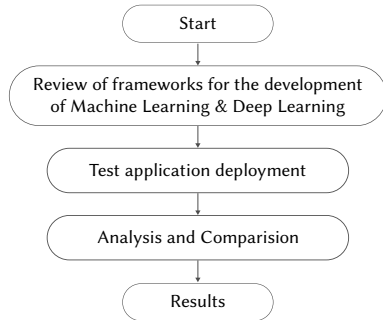 Start
Review of frameworks for the development
of Machine Learning & Deep Learning
Test application deployment
Analysis and Comparision
Results